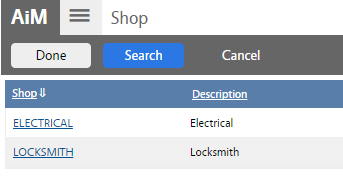 AiM Shop
Done Search Cancel
Shop⇓ Description
ELECTRICAL Electrical
LOCKSMITH Locksmith